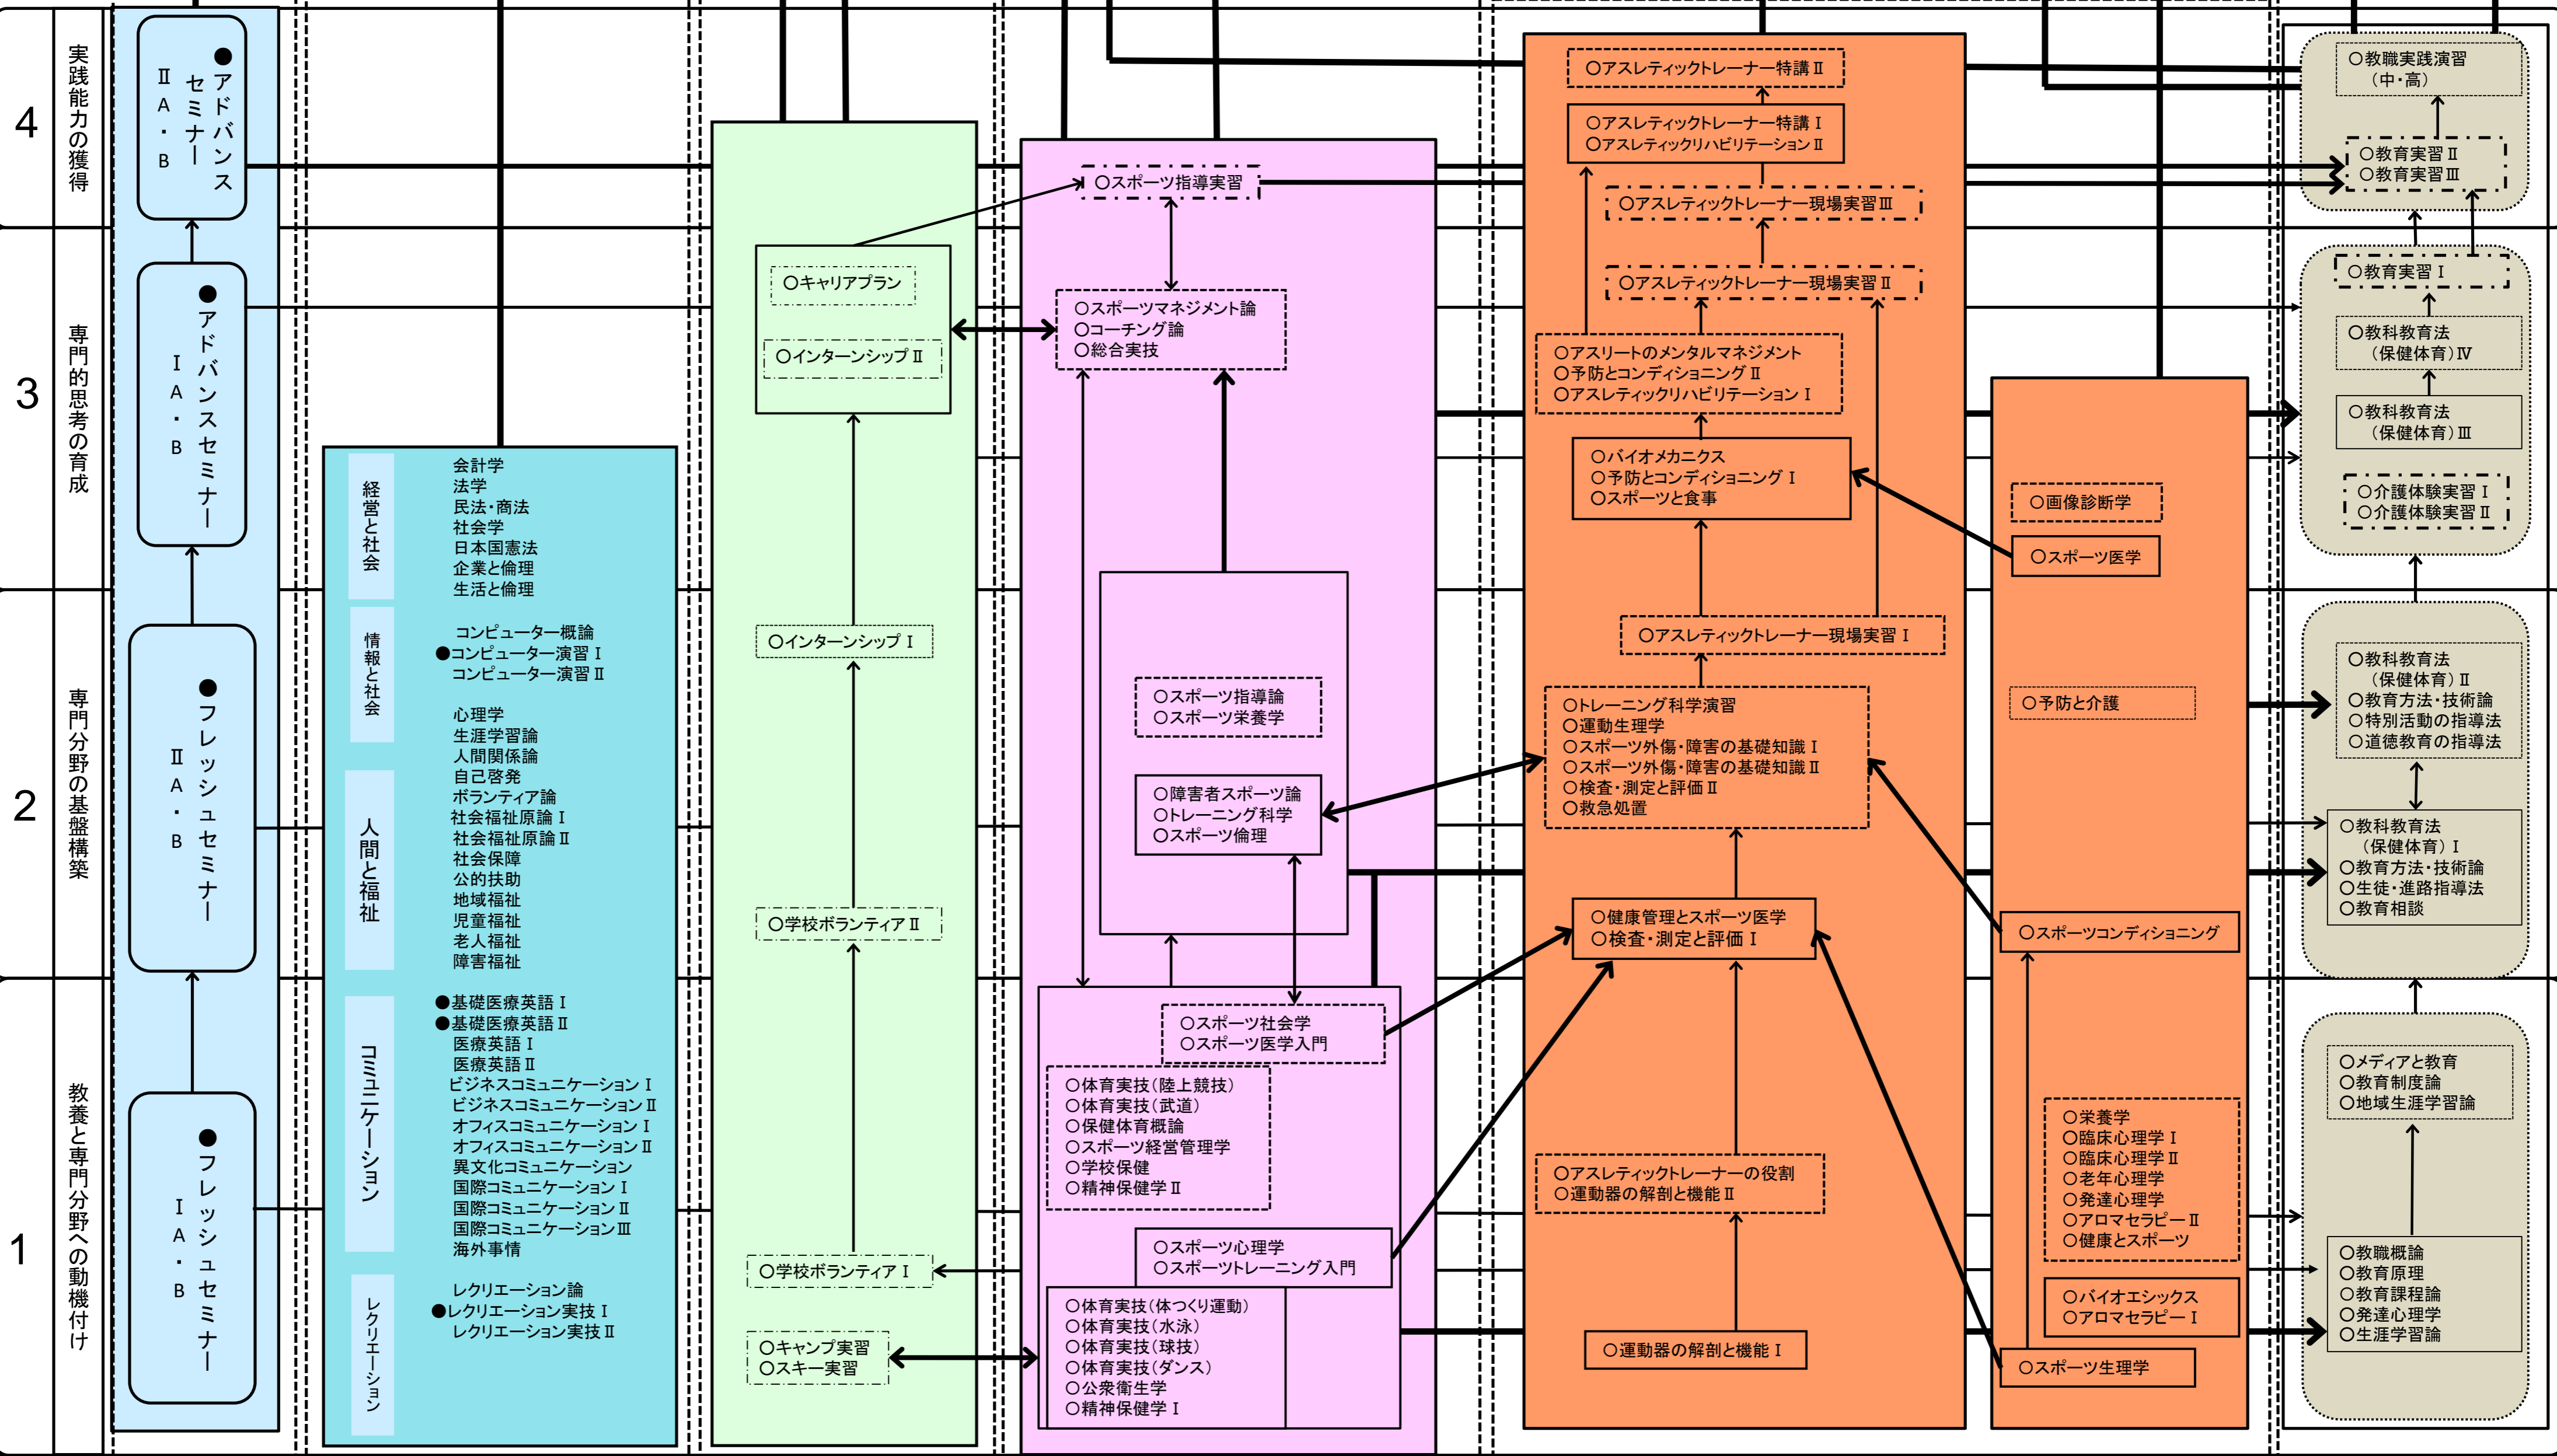 4
実践能力の獲得
3
専門的思考の育成
2
専門分野の基盤構築
1
教養と専門分野への動機付け
●アドバンス
セミナー
ⅡA・B
●アドバンスセミナー
ⅠA・B
●フレッシュセミナー
ⅡA・B
●フレッシュセミナー
ⅠA・B
経営と社会
会計学
法学
民法・商法
社会学
日本国憲法
企業と倫理
生活と倫理
情報と社会
コンピューター概論
●コンピューター演習Ⅰ
コンピューター演習Ⅱ
人間と福祉
心理学
生涯学習論
人間関係論
自己啓発
ボランティア論
社会福祉原論Ⅰ
社会福祉原論Ⅱ
社会保障
公的扶助
地域福祉
児童福祉
老人福祉
障害福祉
コミュニケーション
●基礎医療英語Ⅰ
●基礎医療英語Ⅱ
医療英語Ⅰ
医療英語Ⅱ
ビジネスコミュニケーションⅠ
ビジネスコミュニケーションⅡ
オフィスコミュニケーションⅠ
オフィスコミュニケーションⅡ
異文化コミュニケーション
国際コミュニケーションⅠ
国際コミュニケーションⅡ
国際コミュニケーションⅢ
海外事情
レクリエーション
レクリエーション論
●レクリエーション実技Ⅰ
レクリエーション実技Ⅱ
○キャリアプラン
○インターンシップⅡ
○インターンシップⅠ
○学校ボランティアⅡ
○学校ボランティアⅠ
○キャンプ実習
○スキー実習
○スポーツ指導実習
○スポーツマネジメント論
○コーチング論
○総合実技
○スポーツ指導論
○スポーツ栄養学
○障害者スポーツ論
○トレーニング科学
○スポーツ倫理
○スポーツ社会学
○スポーツ医学入門
○体育実技(陸上競技)
○体育実技(武道)
○保健体育概論
○スポーツ経営管理学
○学校保健
○精神保健学Ⅱ
○スポーツ心理学
○スポーツトレーニング入門
○体育実技(体つくり運動)
○体育実技(水泳)
○体育実技(球技)
○体育実技(ダンス)
○公衆衛生学
○精神保健学Ⅰ
○アスレティックトレーナー特講Ⅱ
○アスレティックトレーナー特講Ⅰ
○アスレティックリハビリテーションⅡ
○アスレティックトレーナー現場実習Ⅲ
○アスレティックトレーナー現場実習Ⅱ
○アスリートのメンタルマネジメント
○予防とコンディショニングⅡ
○アスレティックリハビリテーションⅠ
○バイオメカニクス
○予防とコンディショニングⅠ
○スポーツと食事
○アスレティックトレーナー現場実習Ⅰ
○トレーニング科学演習
○運動生理学
○スポーツ外傷・障害の基礎知識Ⅰ
○スポーツ外傷・障害の基礎知識Ⅱ
○検査・測定と評価Ⅱ
○救急処置
○健康管理とスポーツ医学
○検査・測定と評価Ⅰ
○アスレティックトレーナーの役割
○運動器の解剖と機能Ⅱ
○運動器の解剖と機能Ⅰ
○画像診断学
○スポーツ医学
○予防と介護
○スポーツコンディショニング
○栄養学
○臨床心理学Ⅰ
○臨床心理学Ⅱ
○老年心理学
○発達心理学
○アロマセラピーⅡ
○健康とスポーツ
○バイオエシックス
○アロマセラピーⅠ
○スポーツ生理学
○教職実践演習
(中・高)
○教育実習Ⅱ
○教育実習Ⅲ
○教育実習Ⅰ
○教科教育法
(保健体育)Ⅳ
○教科教育法
(保健体育)Ⅲ
○介護体験実習Ⅰ
○介護体験実習Ⅱ
○教科教育法
(保健体育)Ⅱ
○教育方法・技術論
○特別活動の指導法
○道徳教育の指導法
○教科教育法
(保健体育)Ⅰ
○教育方法・技術論
○生徒・進路指導法
○教育相談
○メディアと教育
○教育制度論
○地域生涯学習論
○教職概論
○教育原理
○教育課程論
○発達心理学
○生涯学習論